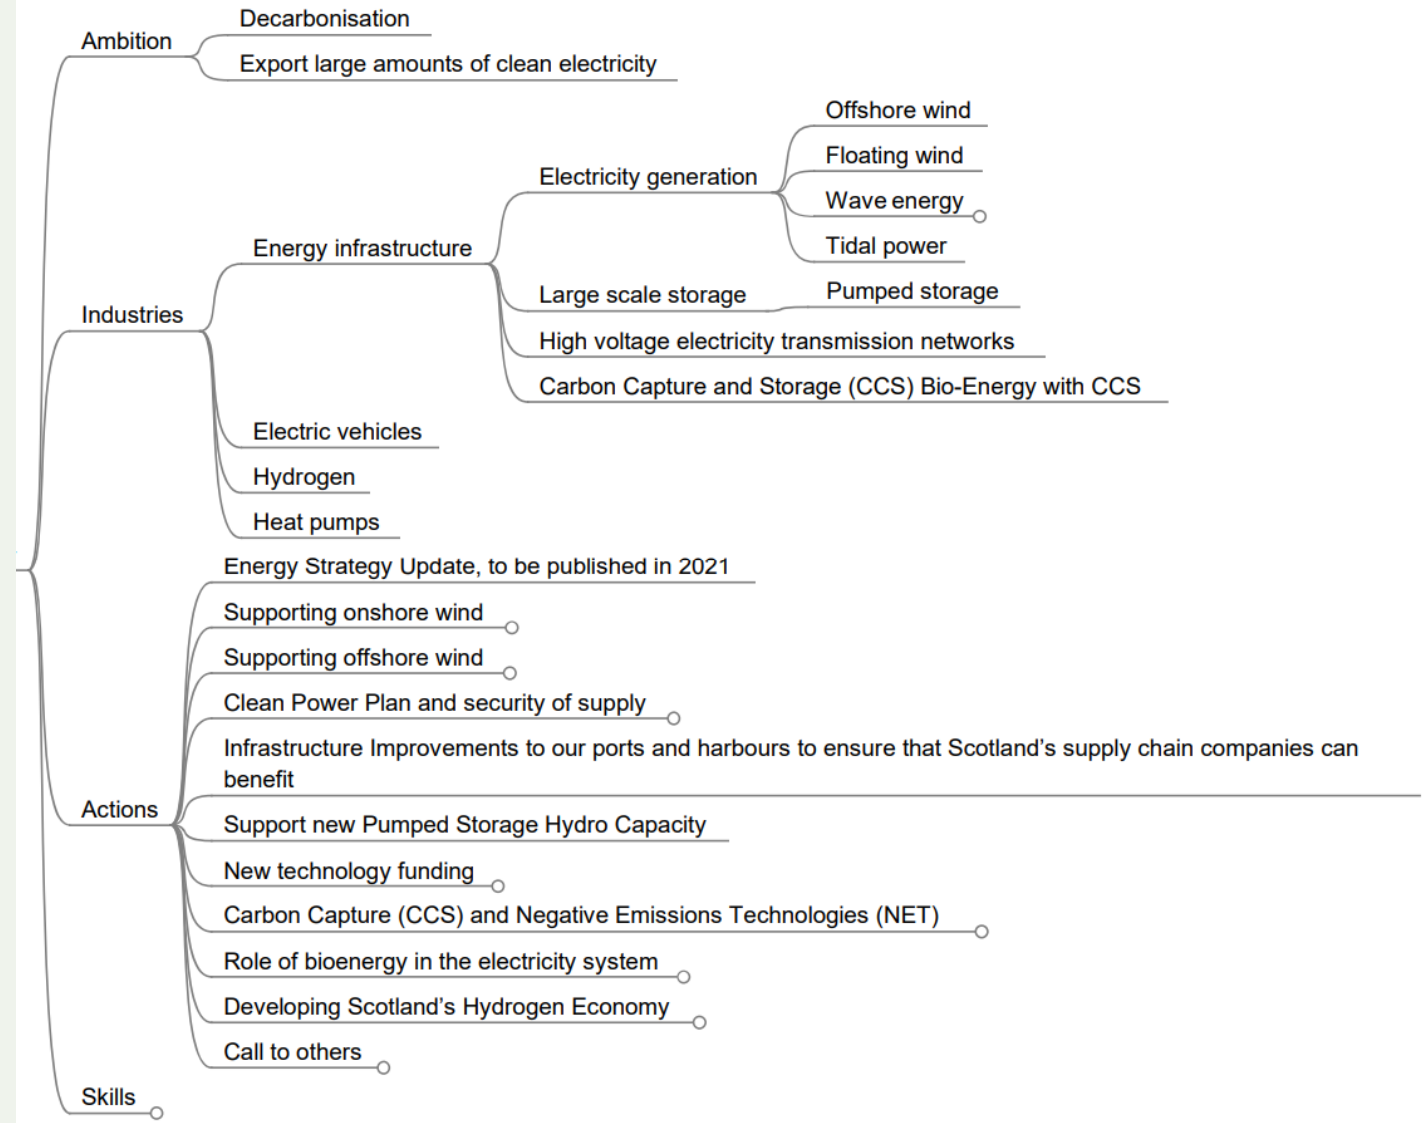 Ambition
Decarbonisation
Export large amounts of clean electricity
Industries
Energy infrastructure
Electricity generation
Offshore wind
Floating wind
Wave energy
Tidal power
Large scale storage
Pumped storage
High voltage electricity transmission networks
Carbon Capture and Storage (CCS) Bio-Energy with CCS
Electric vehicles
Hydrogen
Heat pumps
Actions
Energy Strategy Update, to be published in 2021
Supporting onshore wind
Supporting offshore wind
Clean Power Plan and security of supply
Infrastructure Improvements to our ports and harbours to ensure that Scotland’s supply chain companies can
benefit
Support new Pumped Storage Hydro Capacity
New technology funding
Carbon Capture (CCS) and Negative Emissions Technologies (NET)
Role of bioenergy in the electricity system
Developing Scotland’s Hydrogen Economy
Call to others
Skills